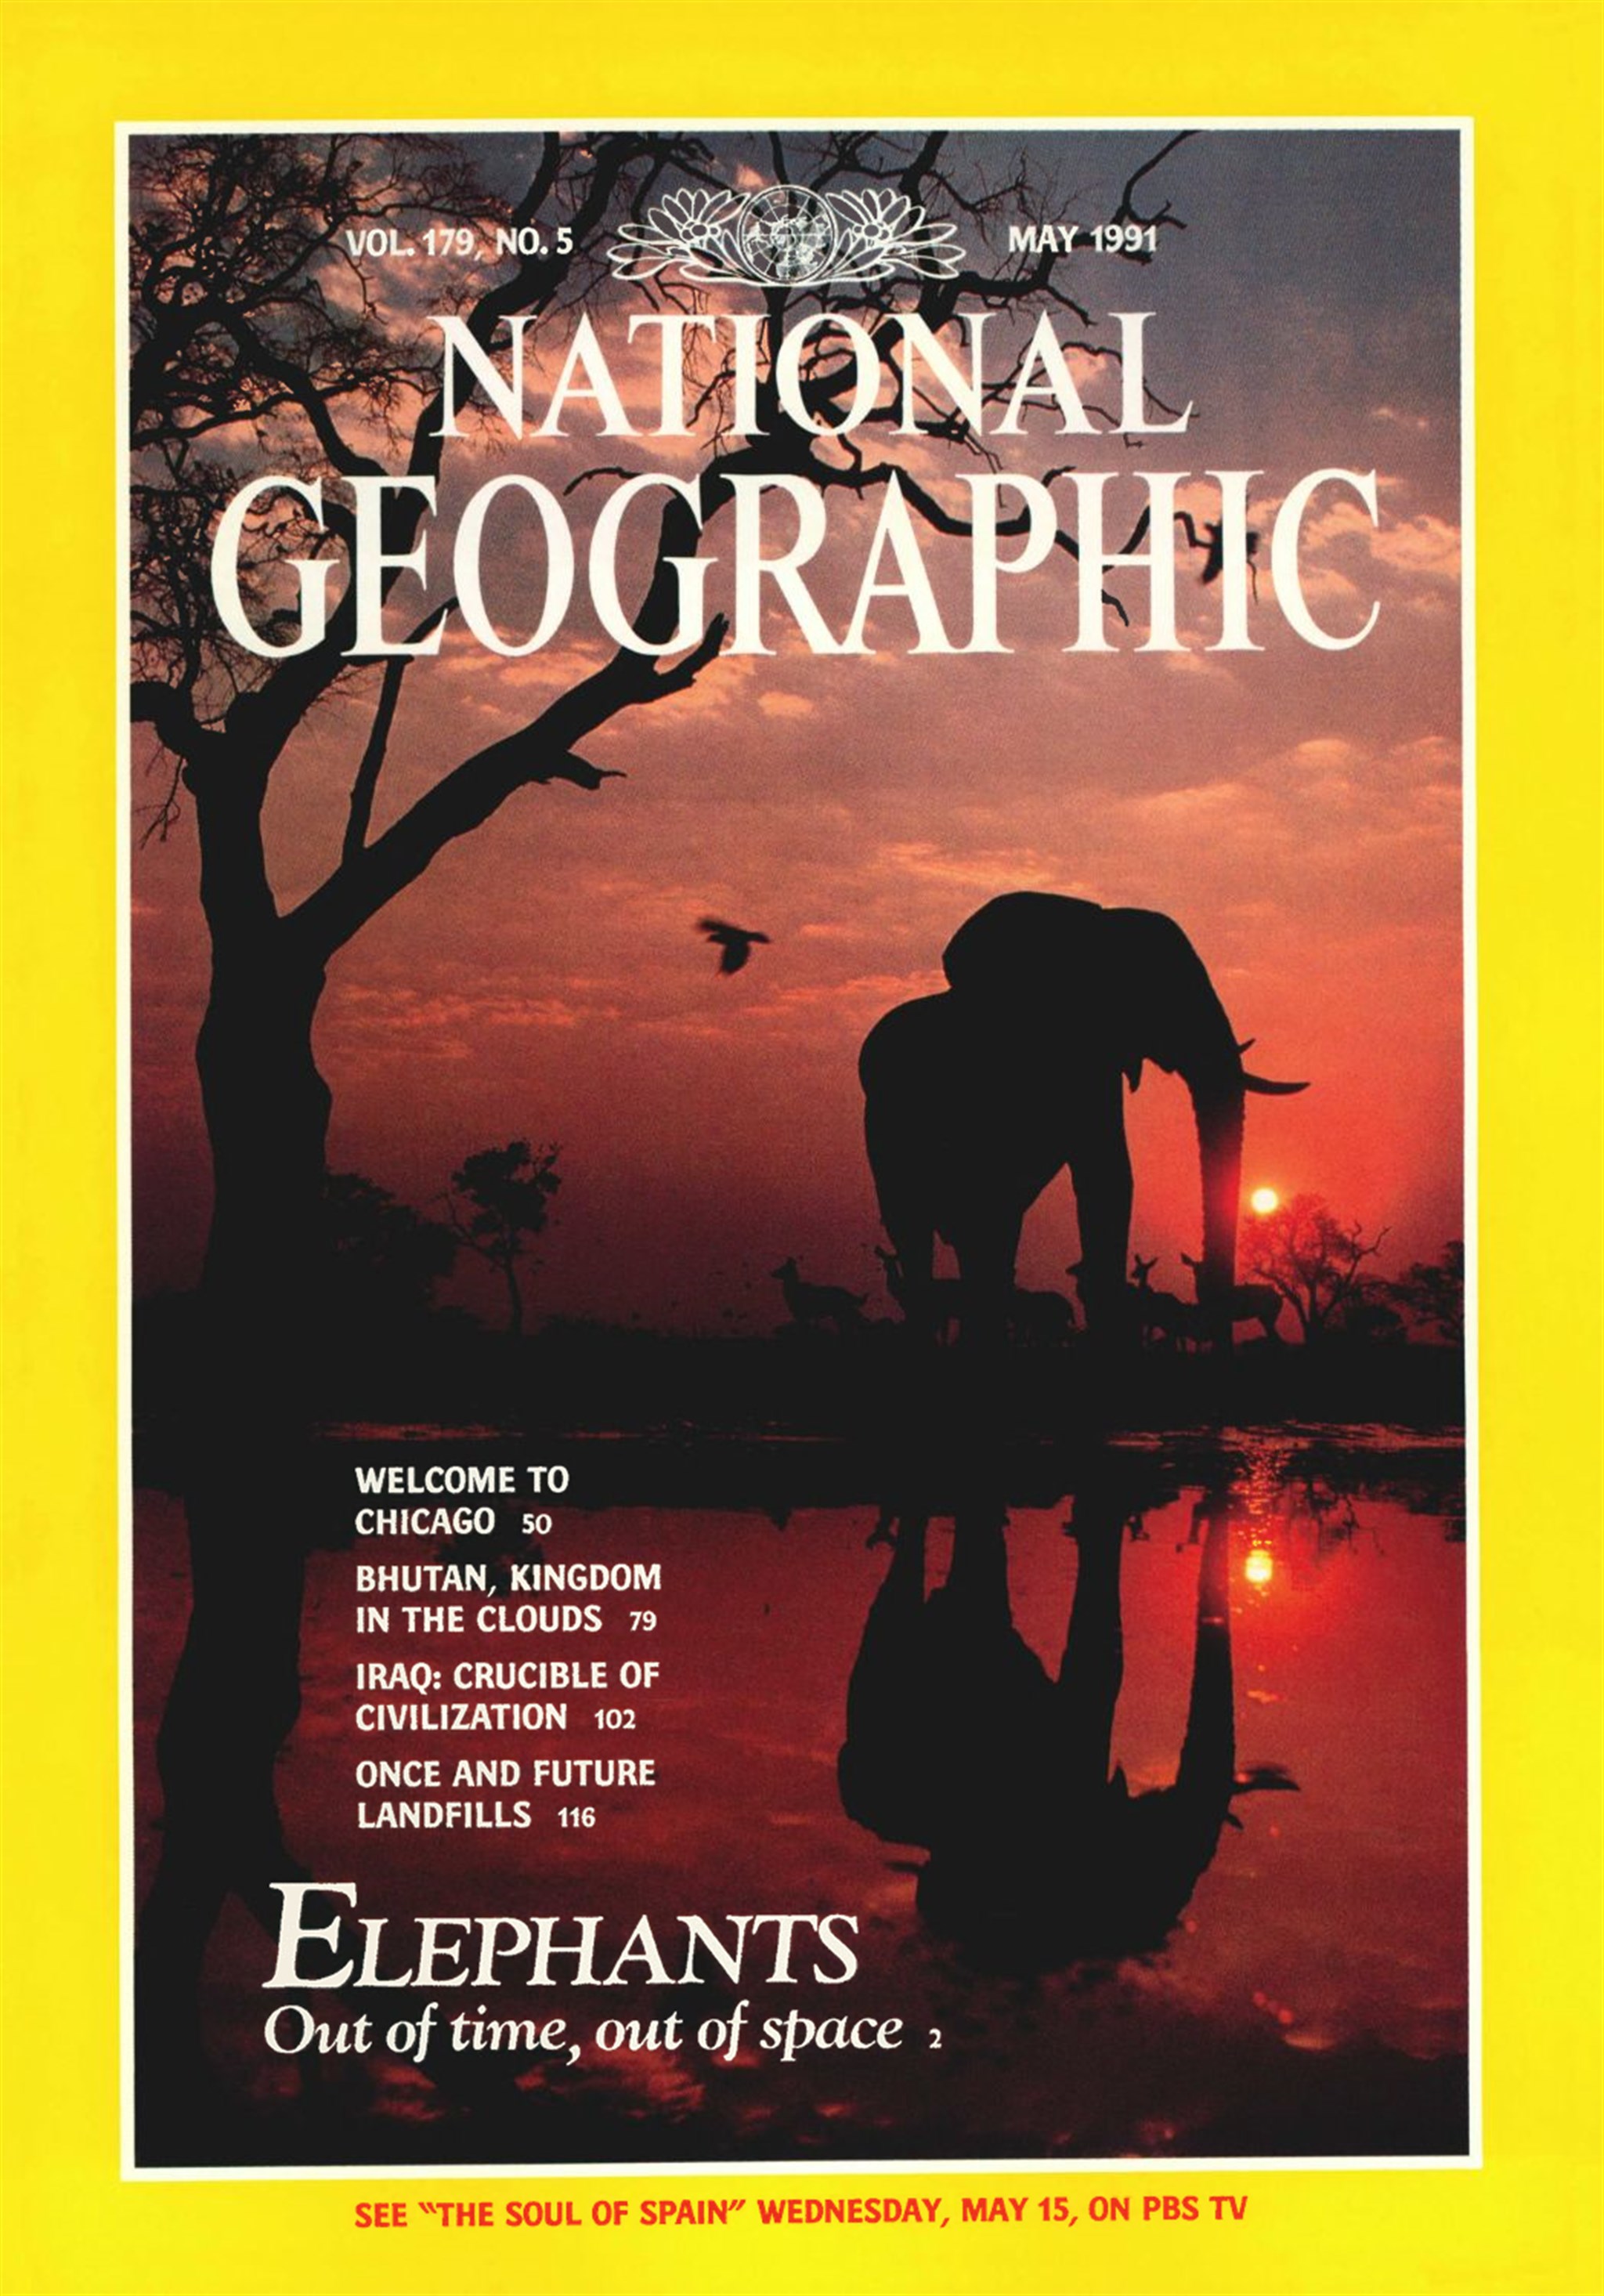 VOL. 179, NO. 5
MAY 1991
NATIONAL
GEOGRAPHIC
WELCOME TO
CHICAGO 50
BHUTAN, KINGDOM
IN THE CLOUDS 79
IRAQ: CRUCIBLE OF
CIVILIZATION 102
ONCE AND FUTURE
LANDFILLS 116
ELEPHANTS
Out of time, out of space 2
SEE "THE SOUL OF SPAIN" WEDNESDAY, MAY 15, ON PBS TV